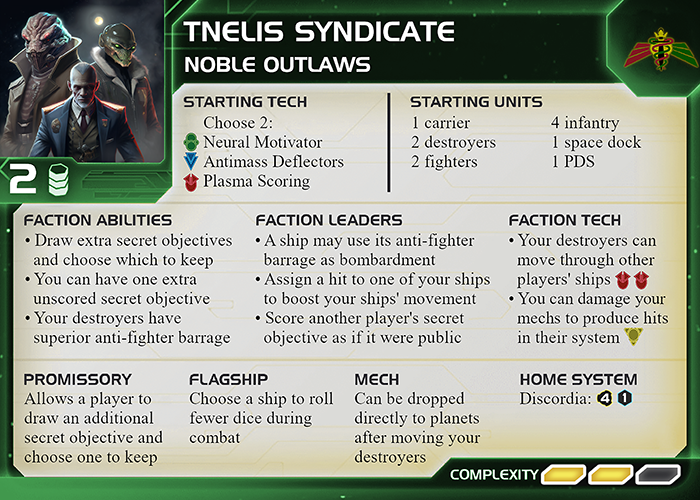 TNELIS SYNDICATE
NOBLE OUTLAWS
2
STARTING TECH
Choose 2:
Neural Motivator
Antimass Deflectors
Plasma Scoring
STARTING UNITS
1 carrier
2 destroyers
2 fighters
4 infantry
1 space dock
1 PDS
FACTION ABILITIES
• Draw extra secret objectives
and choose which to keep
• You can have one extra
unscored secret objective
• Your destroyers have
superior anti-fighter barrage
FACTION LEADERS
• A ship may use its anti-fighter
barrage as bombardment
• Assign a hit to one of your ships
to boost your ships' movement
• Score another player's secret
objective as if it were public
FACTION TECH
• Your destroyers can
move through other
players' ships
• You can damage your
mechs to produce hits
in their system
PROMISSORY
Allows a player to
draw an additional
secret objective and
choose one to keep
FLAGSHIP
Choose a ship to roll
fewer dice during
combat
MECH
Can be dropped
directly to planets
after moving your
destroyers
HOME SYSTEM
Discordia: 4 1
COMPLEXITY